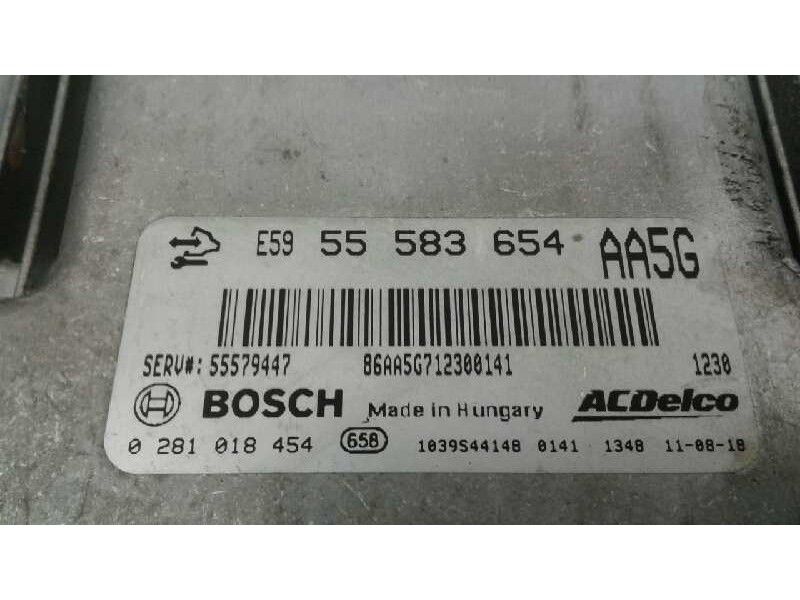 E59 55 583 654 AA5G
SERV#: 55579447 86AA5G712300141 1230
BOSCH Made in Hungary ACDelco
0 281 018 454 658 1039S44148 0141 1348 11-08-18